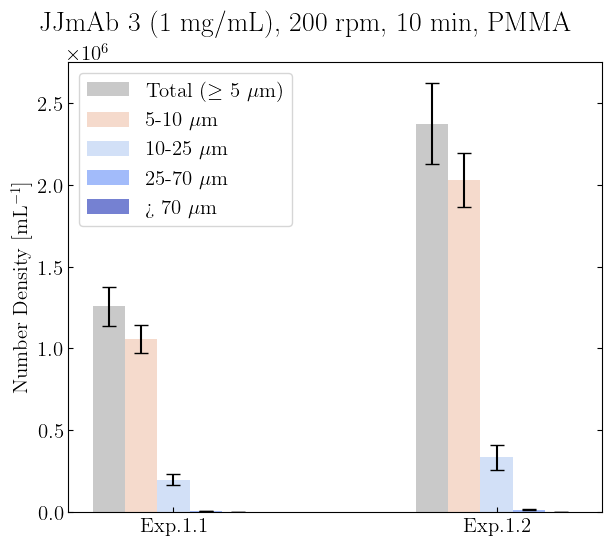 JJmAb 3 (1 mg/mL), 200 rpm, 10 min, PMMA
×10⁶
Total (≥ 5 μm)
5-10 μm
10-25 μm
25-70 μm
¿ 70 μm
2.5
2.0
1.5
1.0
0.5
0.0
Number Density [mL⁻¹]
Exp.1.1
Exp.1.2